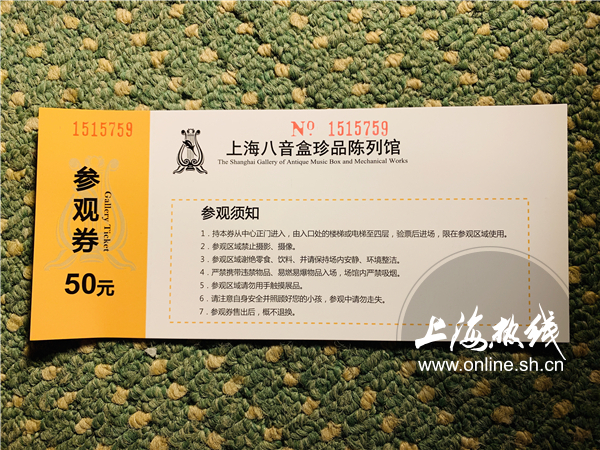 1515759
参观券
Gallery Ticket
50元
Nº 1515759
上海八音盒珍品陈列馆
The Shanghai Gallery of Antique Music Box and Mechanical Works
参观须知
1．持本券从中心正门进入，由入口处的楼梯或电梯至四层，验票后进场，限在参观区域使用。
2．参观区域禁止摄影、摄像。
3．参观区域谢绝零食、饮料、并请保持场内安静、环境整洁。
4．严禁携带违禁物品、易燃易爆物品入场，场馆内严禁吸烟。
5．参观区域请勿用手触摸展品。
6．请注意自身安全并照顾好您的小孩，参观中请勿走失。
7．参观券售出后，概不退换。
上海热线
www.online.sh.cn